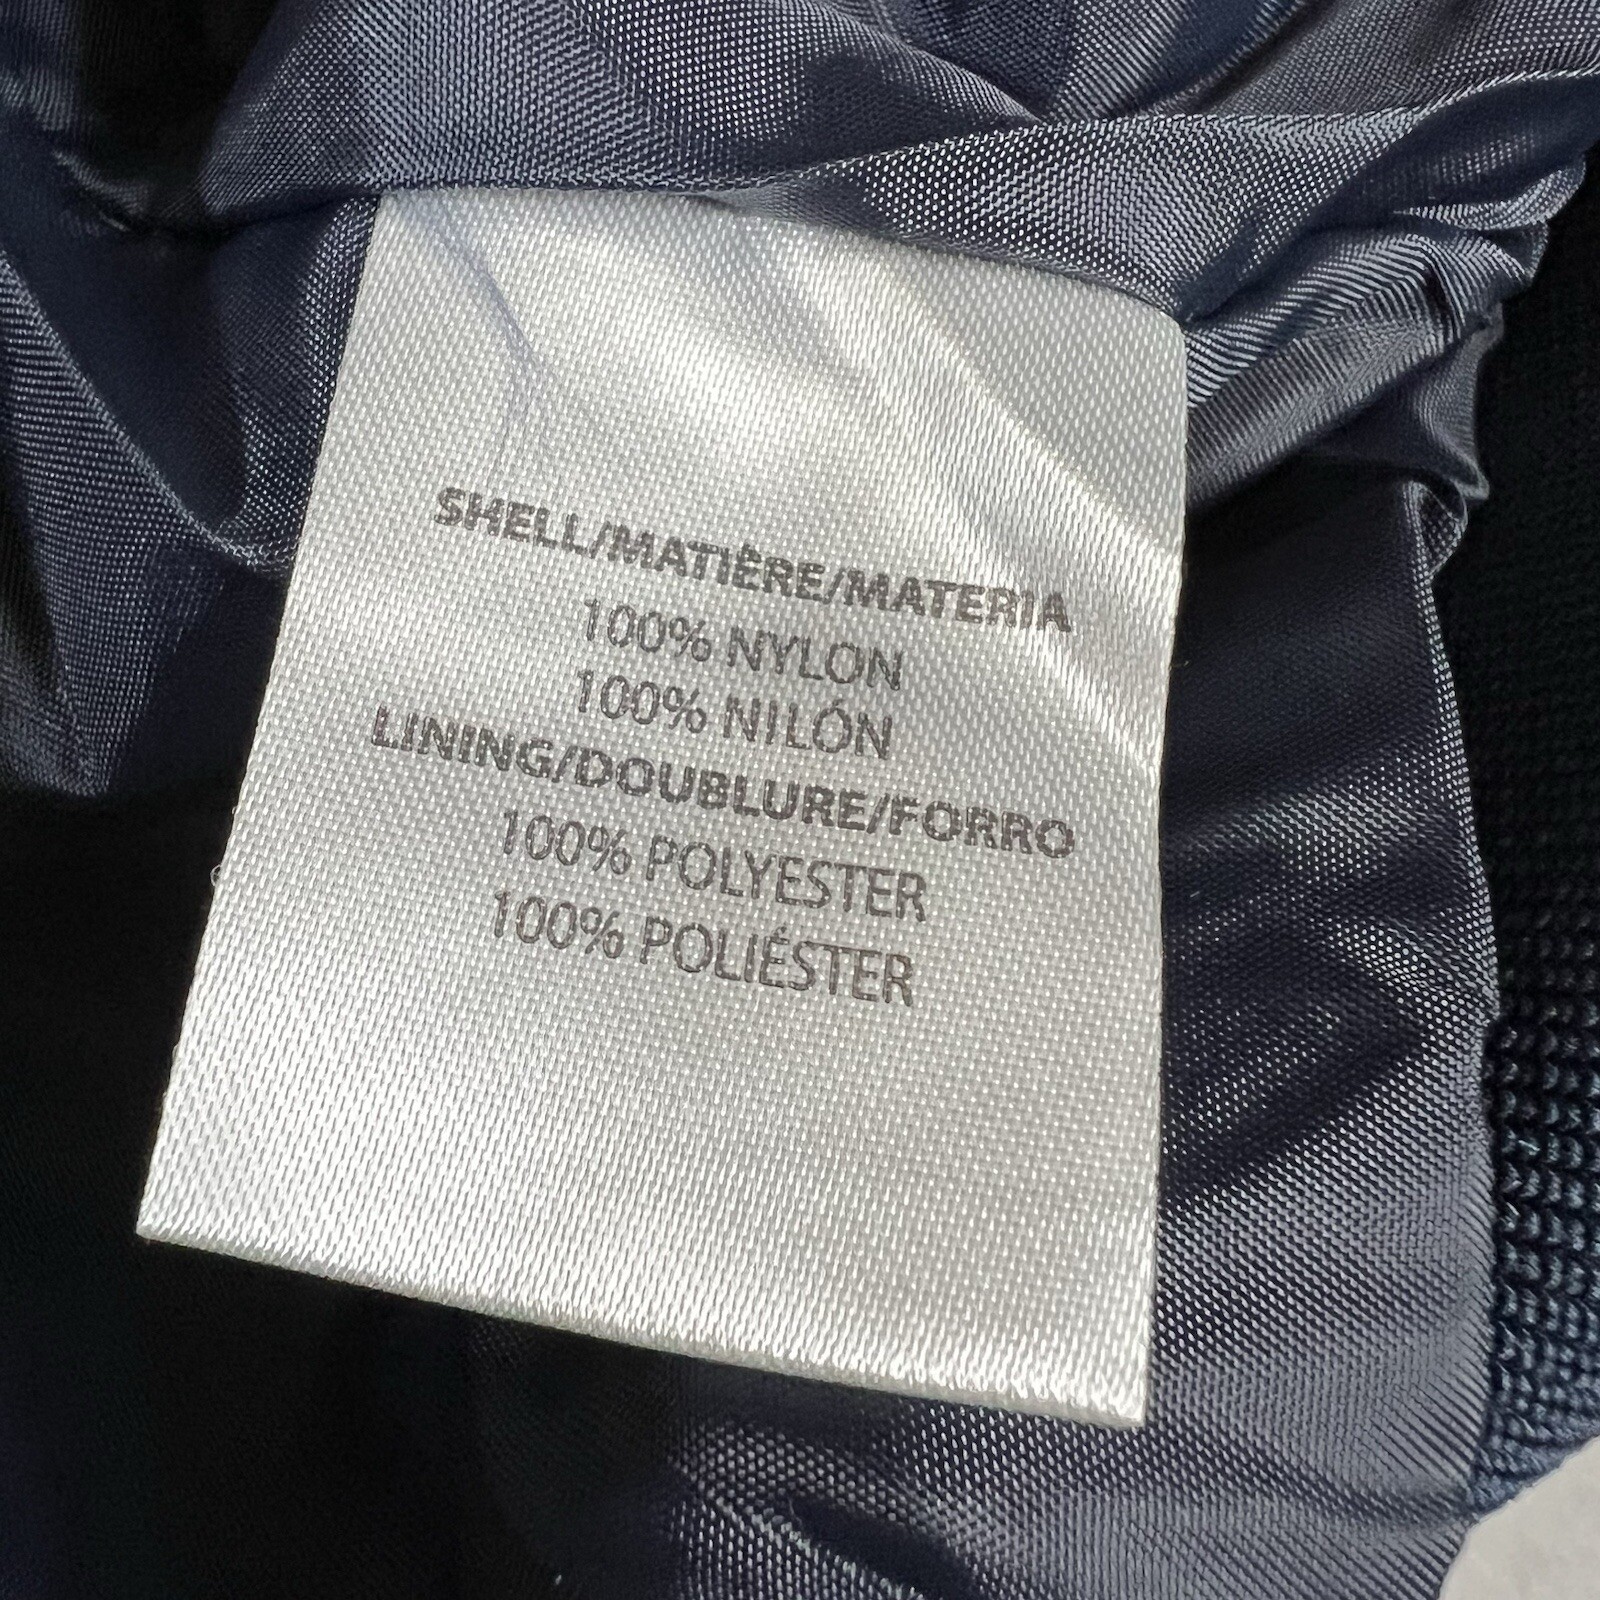 SHELL/MATIÈRE/MATERIA
100% NYLON
100% NILÓN
LINING/DOUBLURE/FORRO
100% POLYESTER
100% POLIÉSTER